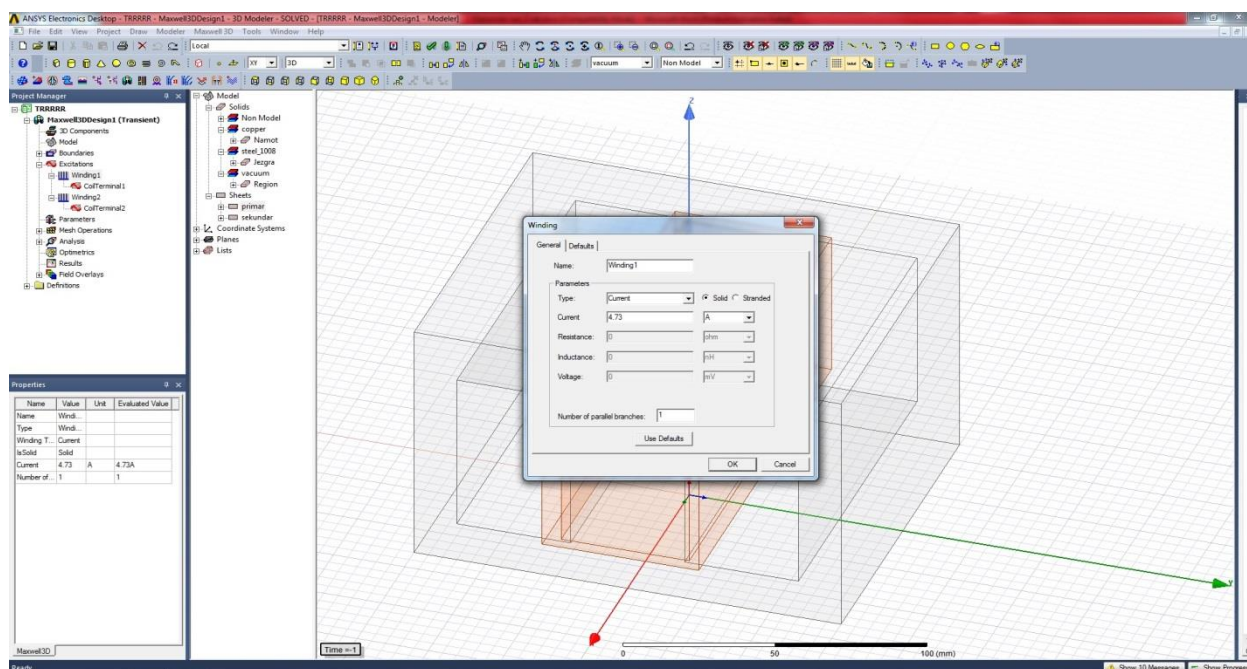 ANSYS Electronics Desktop - TRRRRR - Maxwell3DDesign1 - 3D Modeler - SOLVED - [TRRRRR - Maxwell3DDesign1 - Modeler]
File Edit View Project Draw Modeler Maxwell 3D Tools Window Help
Local
XY 3D vacuum Non Model
Project Manager
TRRRRR
Maxwell3DDesign1 (Transient)
3D Components
Model
Boundaries
Excitations
Winding1
CoilTerminal1
Winding2
CoilTerminal2
Parameters
Mesh Operations
Analysis
Optimetrics
Results
Field Overlays
Definitions
Model
Solids
Non Model
copper
Namot
steel_1008
Jezgra
vacuum
Region
Sheets
primar
sekundar
Coordinate Systems
Planes
Lists
Properties
Name Value Unit Evaluated Value
Name Windi...
Type Windi...
Winding T... Current
IsSolid Solid
Current 4.73 A 4.73A
Number of... 1 1
Maxwell3D
Ready
z
Winding
General Defaults
Name: Winding1
Parameters
Type: Current Solid Stranded
Current 4.73 A
Resistance: 0 ohm
Inductance: 0 nH
Voltage: 0 mV
Number of parallel branches: 1
Use Defaults
OK Cancel
y
Time =-1
0 50 100 (mm)
Show 10 Messages Show Progress